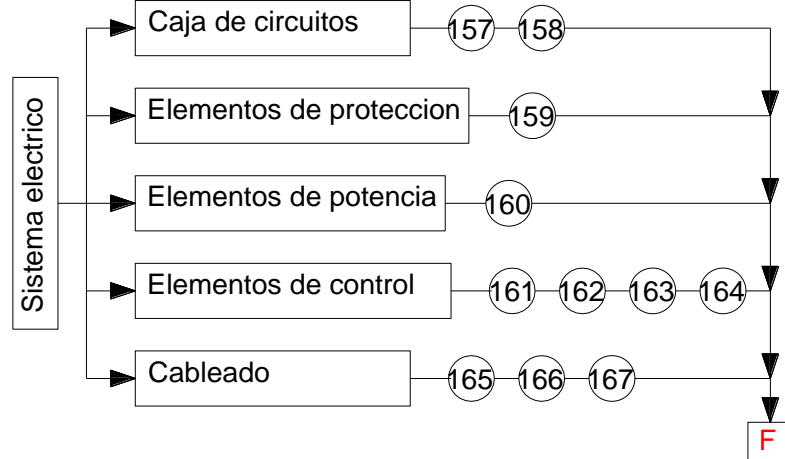 Sistema electrico
Caja de circuitos 157 158
Elementos de proteccion 159
Elementos de potencia 160
Elementos de control 161 162 163 164
Cableado 165 166 167
F